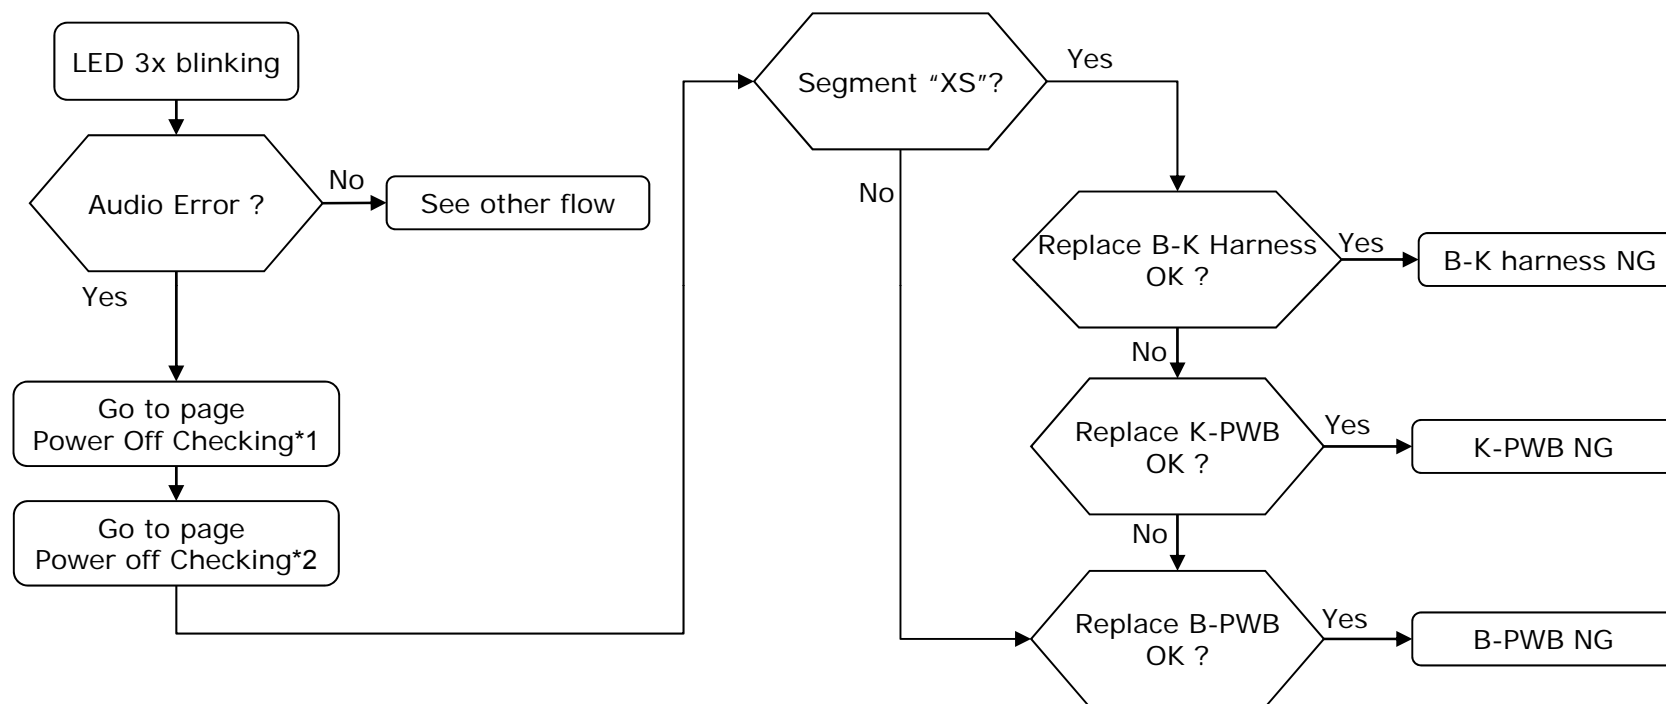 LED 3x blinking
Audio Error ?
No
See other flow
Yes
Go to page
Power Off Checking*1
Go to page
Power off Checking*2
Segment “XS”?
Yes
No
Replace B-K Harness
OK ?
Yes
B-K harness NG
No
Replace K-PWB
OK ?
Yes
K-PWB NG
No
Replace B-PWB
OK ?
Yes
B-PWB NG